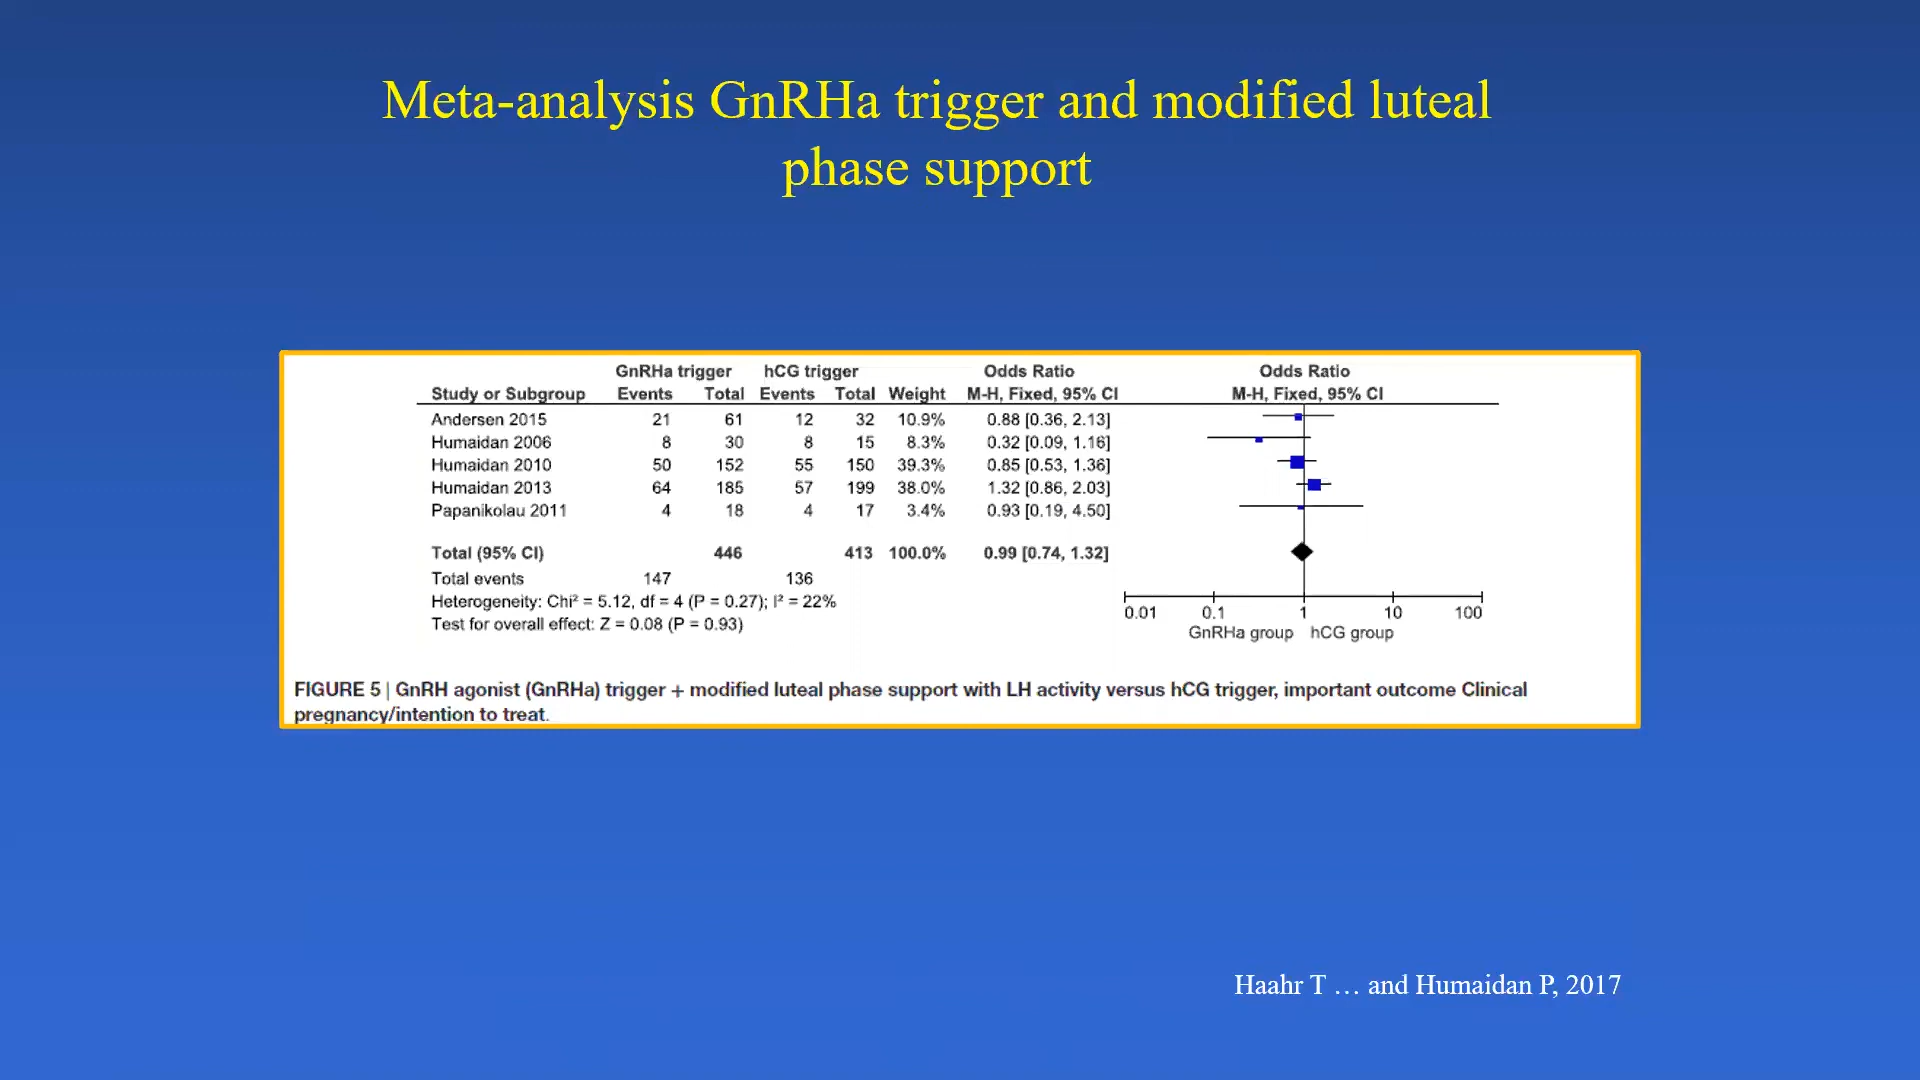 Meta-analysis GnRHa trigger and modified luteal
phase support
GnRHa trigger hCG trigger Odds Ratio Odds Ratio
Study or Subgroup Events Total Events Total Weight M-H, Fixed, 95% CI M-H, Fixed, 95% CI
Andersen 2015 21 61 12 32 10.9% 0.88 [0.36, 2.13]
Humaidan 2006 8 30 8 15 8.3% 0.32 [0.09, 1.16]
Humaidan 2010 50 152 55 150 39.3% 0.85 [0.53, 1.36]
Humaidan 2013 64 185 57 199 38.0% 1.32 [0.86, 2.03]
Papanikolau 2011 4 18 4 17 3.4% 0.93 [0.19, 4.50]
Total (95% CI) 446 413 100.0% 0.99 [0.74, 1.32]
Total events 147 136
Heterogeneity: Chi² = 5.12, df = 4 (P = 0.27); I² = 22%
Test for overall effect: Z = 0.08 (P = 0.93)
0.01 0.1 1 10 100
GnRHa group hCG group
FIGURE 5 | GnRH agonist (GnRHa) trigger + modified luteal phase support with LH activity versus hCG trigger, important outcome Clinical
pregnancy/intention to treat.
Haahr T … and Humaidan P, 2017